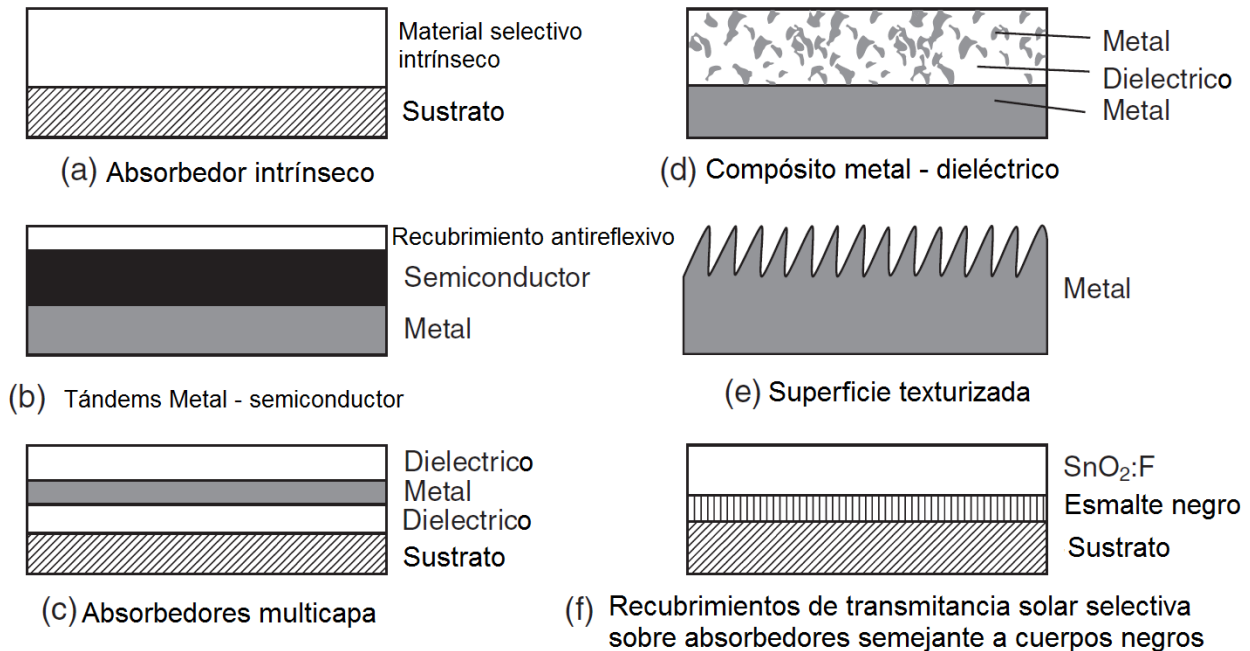 Material selectivo
intrínseco
Sustrato
(a) Absorbedor intrínseco
Recubrimiento antireflexivo
Semiconductor
Metal
(b) Tándems Metal - semiconductor
Dielectrico
Metal
Dielectrico
Sustrato
(c) Absorbedores multicapa
Metal
Dielectrico
Metal
(d) Compósito metal - dieléctrico
Metal
(e) Superficie texturizada
SnO₂:F
Esmalte negro
Sustrato
(f) Recubrimientos de transmitancia solar selectiva
sobre absorbedores semejante a cuerpos negros